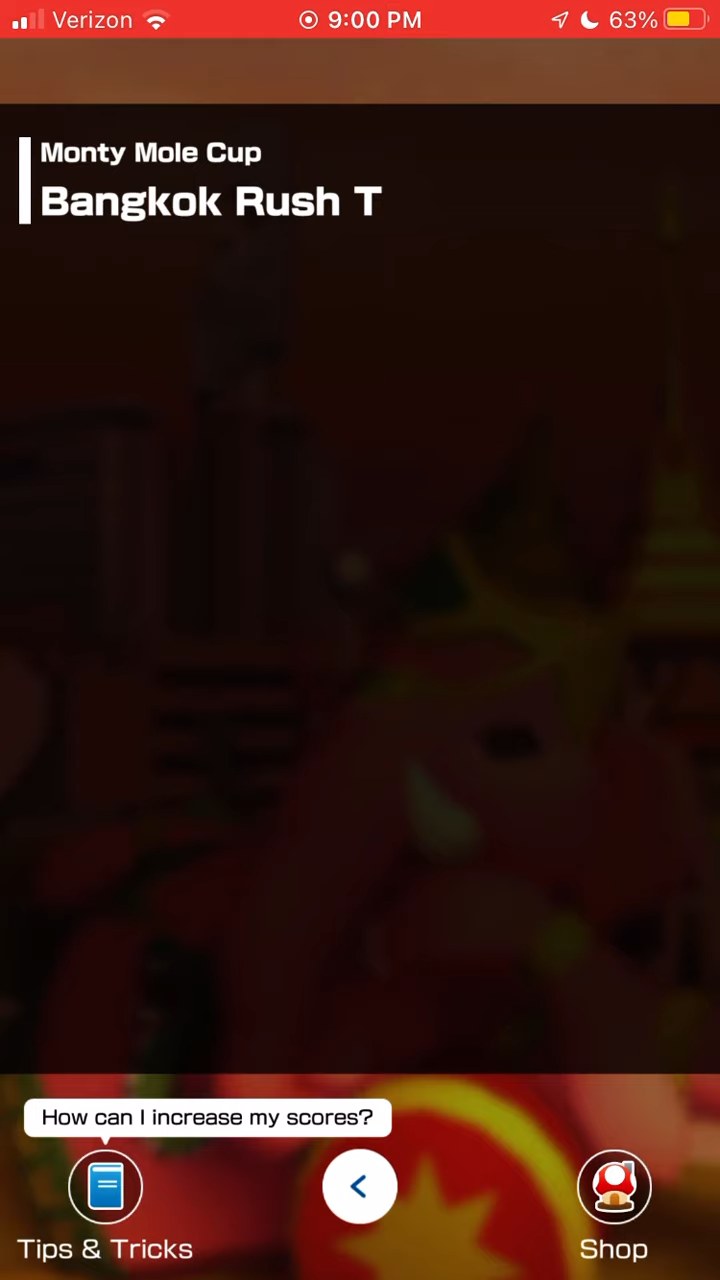 Verizon 9:00 PM 63%
Monty Mole Cup
Bangkok Rush T
How can I increase my scores?
Tips & Tricks
Shop